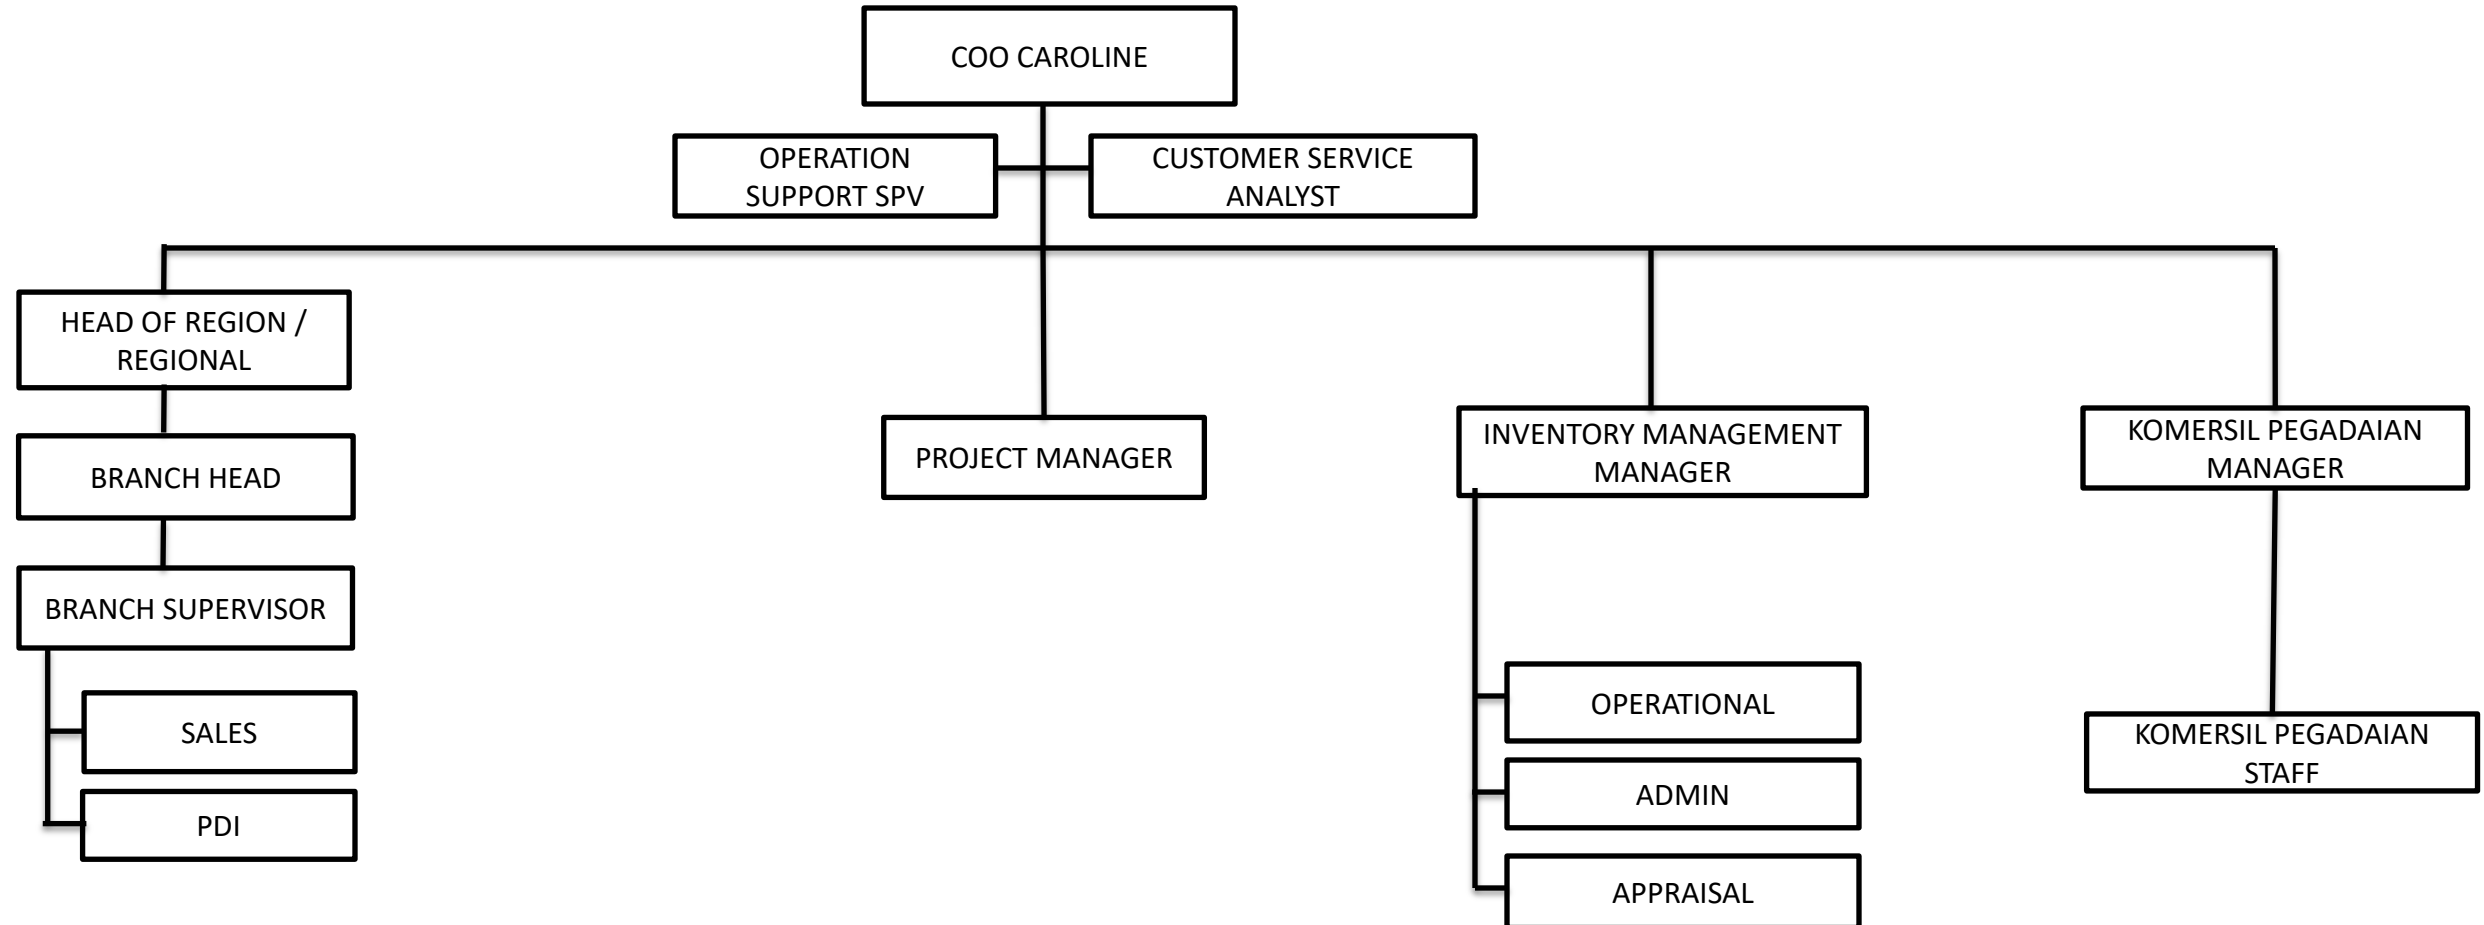 COO CAROLINE
OPERATION
SUPPORT SPV
CUSTOMER SERVICE
ANALYST
HEAD OF REGION /
REGIONAL
BRANCH HEAD
BRANCH SUPERVISOR
SALES
PDI
PROJECT MANAGER
INVENTORY MANAGEMENT
MANAGER
OPERATIONAL
ADMIN
APPRAISAL
KOMERSIL PEGADAIAN
MANAGER
KOMERSIL PEGADAIAN
STAFF